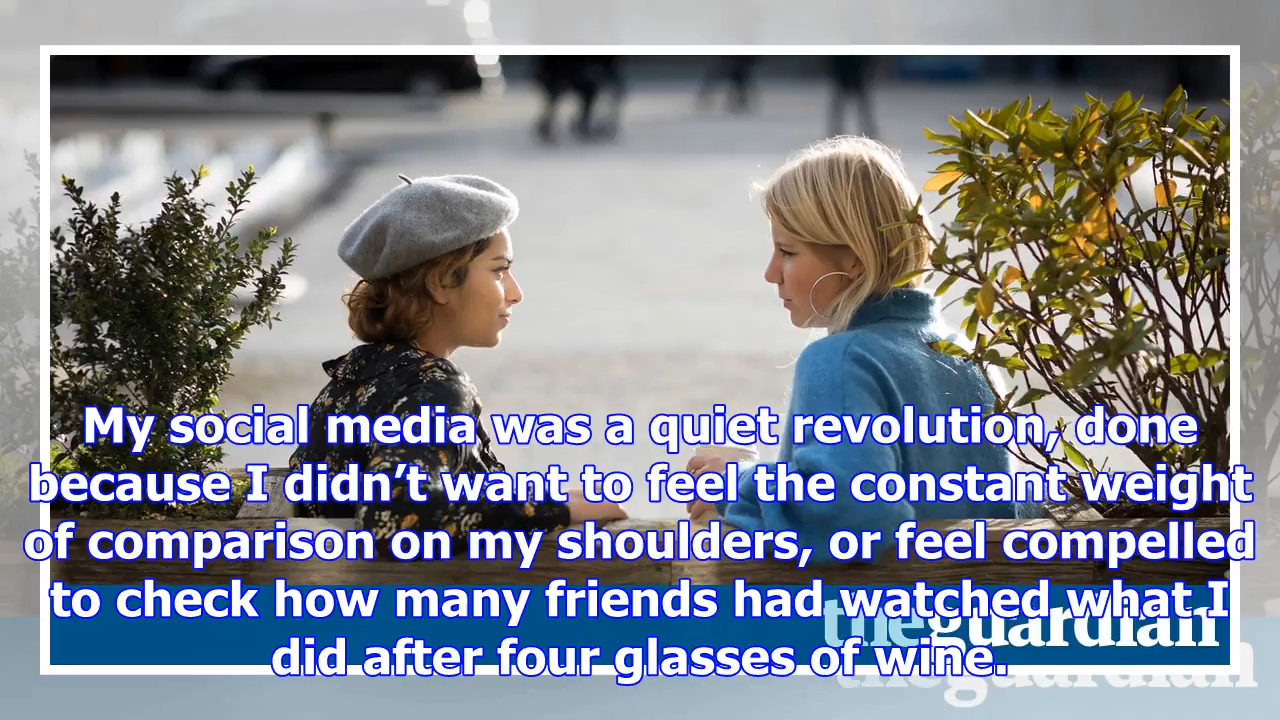 My social media was a quiet revolution, done
because I didn’t want to feel the constant weight
of comparison on my shoulders, or feel compelled
to check how many friends had watched what I
did after four glasses of wine.
theguardian
theguardian